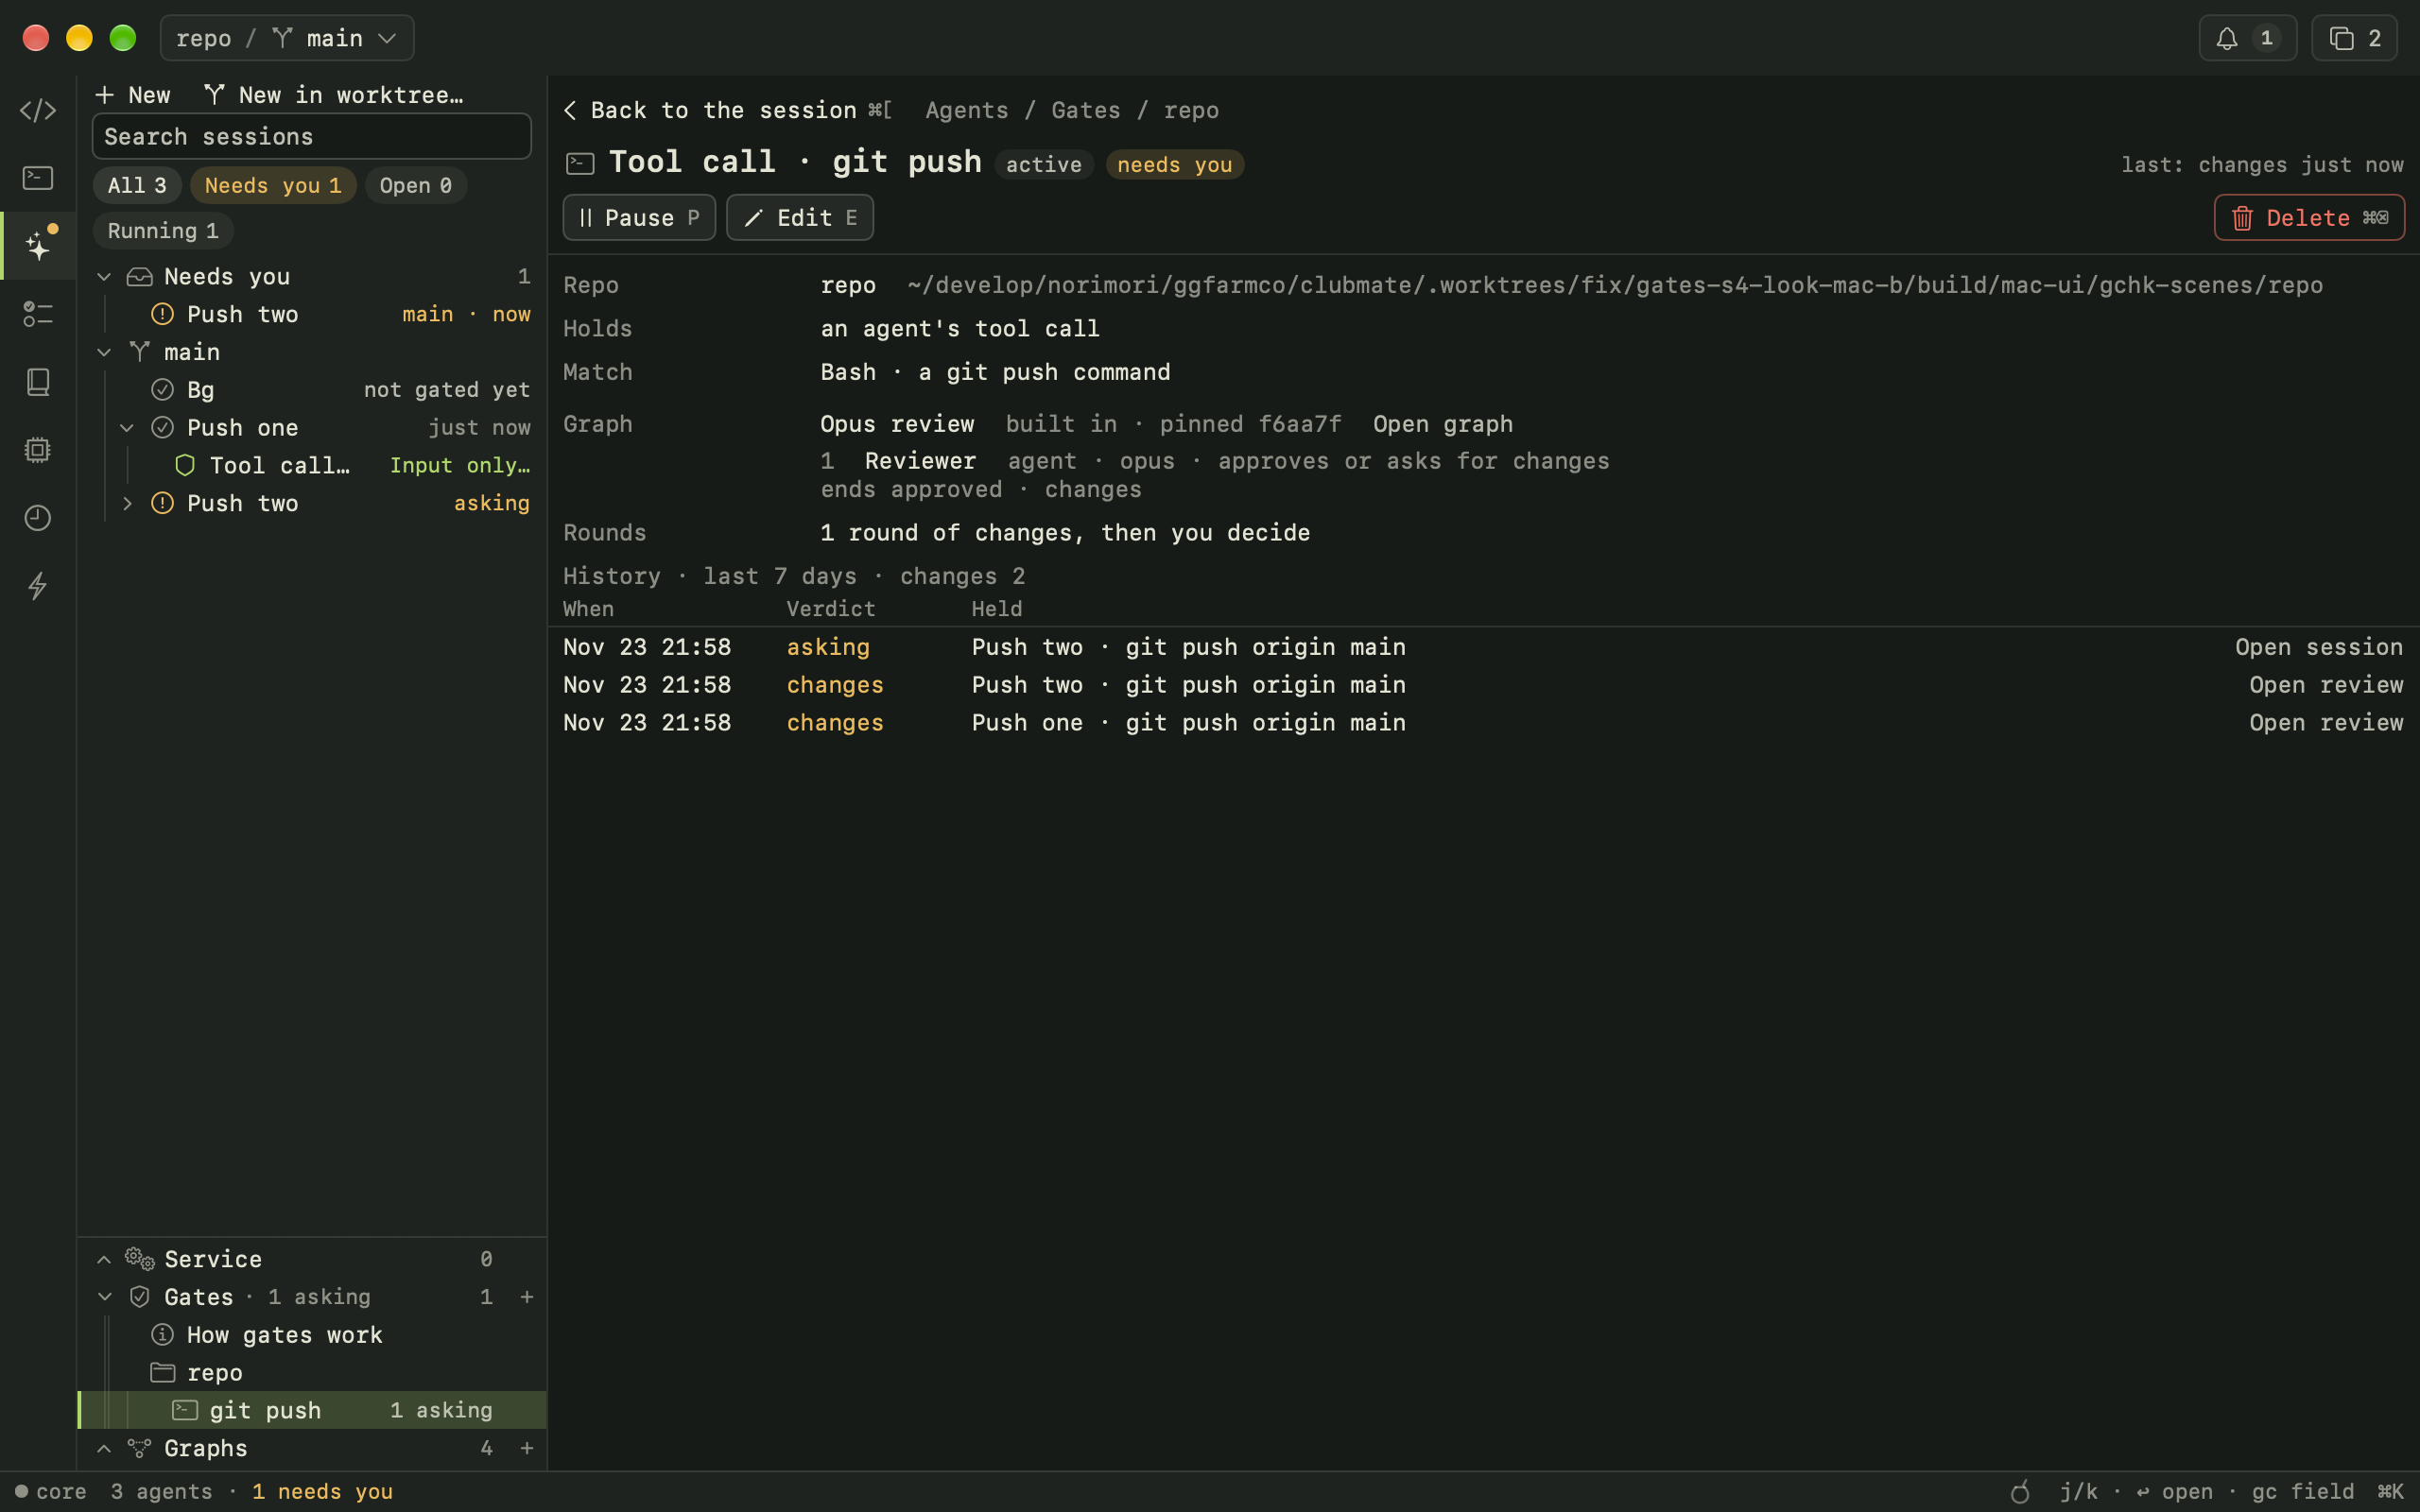 repo / main
1
2
New New in worktree…
Search sessions
All 3 Needs you 1 Open 0
Running 1
Needs you 1
Push two main · now
main
Bg not gated yet
Push one just now
Tool call… Input only…
Push two asking
Service 0
Gates · 1 asking 1 +
How gates work
repo
git push 1 asking
Graphs 4 +
Back to the session ⌘[ Agents / Gates / repo
Tool call · git push active needs you last: changes just now
Pause P Edit E Delete ⌘⌫
Repo repo ~/develop/norimori/ggfarmco/clubmate/.worktrees/fix/gates-s4-look-mac-b/build/mac-ui/gchk-scenes/repo
Holds an agent's tool call
Match Bash · a git push command
Graph Opus review built in · pinned f6aa7f Open graph
1 Reviewer agent · opus · approves or asks for changes
ends approved · changes
Rounds 1 round of changes, then you decide
History · last 7 days · changes 2
When Verdict Held
Nov 23 21:58 asking Push two · git push origin main Open session
Nov 23 21:58 changes Push two · git push origin main Open review
Nov 23 21:58 changes Push one · git push origin main Open review
core 3 agents · 1 needs you
j/k · ↩ open · gc field ⌘K